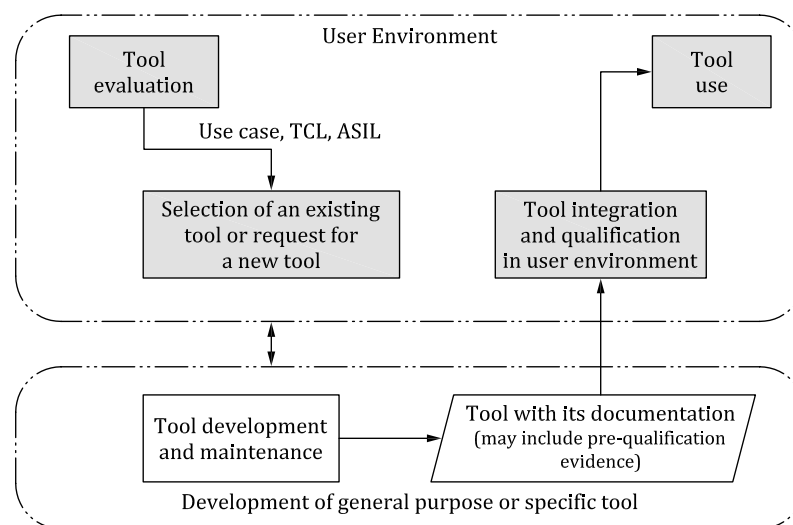 User Environment
Tool
evaluation
Tool
use
Use case, TCL, ASIL
Selection of an existing
tool or request for
a new tool
Tool integration
and qualification
in user environment
Tool development
and maintenance
Tool with its documentation
(may include pre-qualification
evidence)
Development of general purpose or specific tool